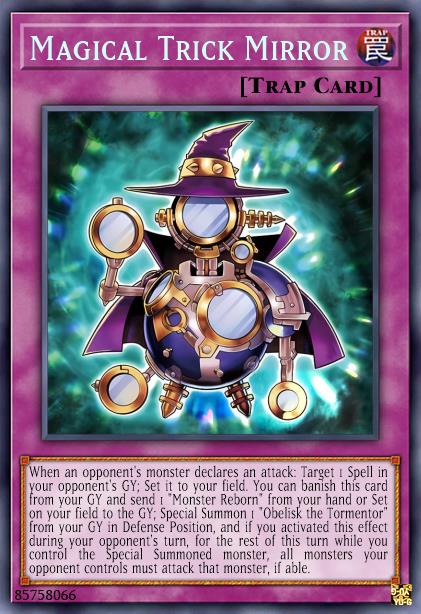 Magical Trick Mirror
TRAP
罠
[Trap Card]
When an opponent's monster declares an attack: Target 1 Spell in
your opponent's GY; Set it to your field. You can banish this card
from your GY and send 1 "Monster Reborn" from your hand or Set
on your field to the GY; Special Summon 1 "Obelisk the Tormentor"
from your GY in Defense Position, and if you activated this effect
during your opponent's turn, for the rest of this turn while you
control the Special Summoned monster, all monsters your
opponent controls must attack that monster, if able.
85758066